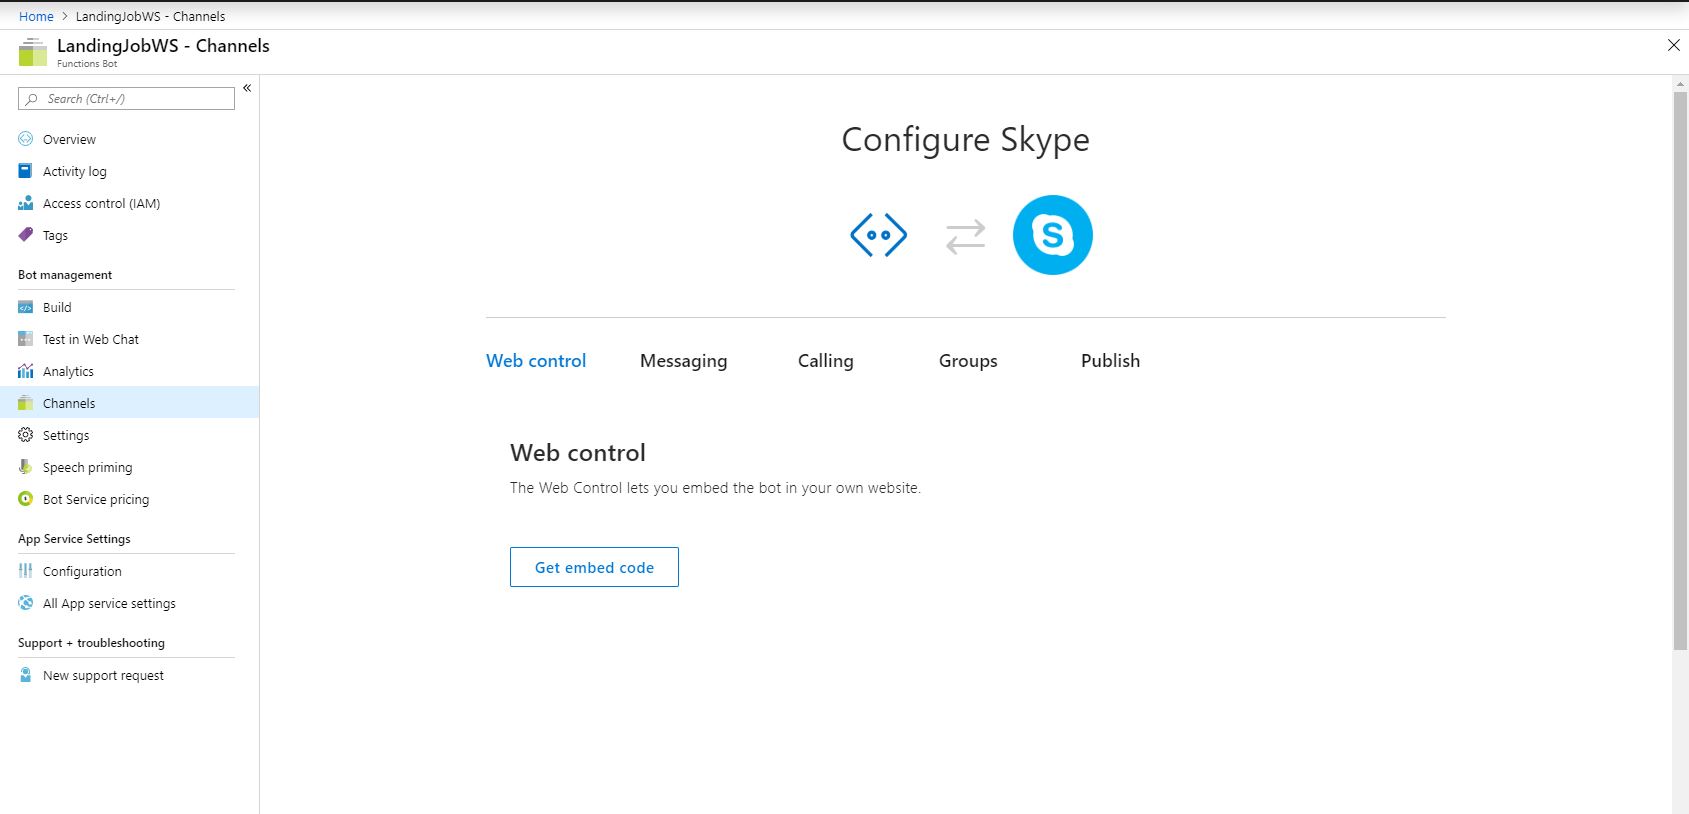 Home > LandingJobWS - Channels
LandingJobWS - Channels
Functions Bot
Search (Ctrl+/)
«
Overview
Activity log
Access control (IAM)
Tags
Bot management
Build
Test in Web Chat
Analytics
Channels
Settings
Speech priming
Bot Service pricing
App Service Settings
Configuration
All App service settings
Support + troubleshooting
New support request
Configure Skype
S
Web control Messaging Calling Groups Publish
Web control
The Web Control lets you embed the bot in your own website.
Get embed code